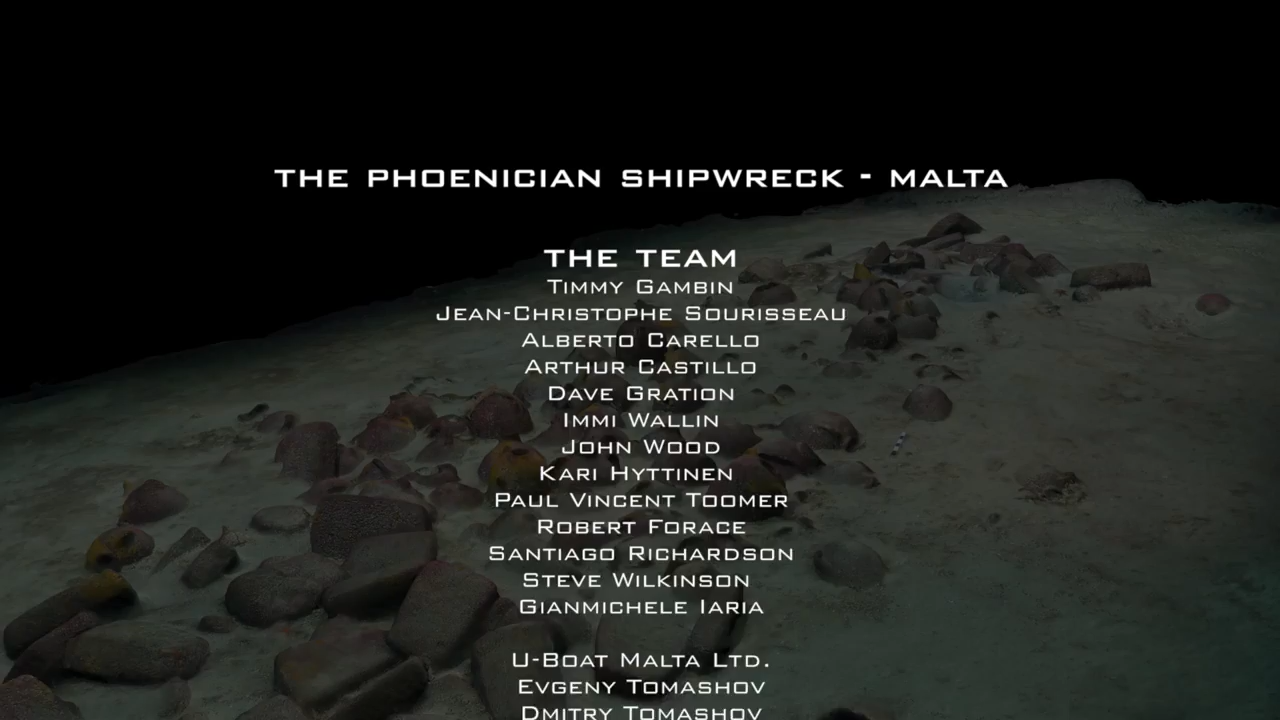 THE PHOENICIAN SHIPWRECK - MALTA
THE TEAM
TIMMY GAMBIN
JEAN-CHRISTOPHE SOURISSEAU
ALBERTO CARELLO
ARTHUR CASTILLO
DAVE GRATION
IMMI WALLIN
JOHN WOOD
KARI HYTTINEN
PAUL VINCENT TOOMER
ROBERT FORACE
SANTIAGO RICHARDSON
STEVE WILKINSON
GIANMICHELE IARIA
U-BOAT MALTA LTD.
EVGENY TOMASHOV
DMITRY TOMASHOV